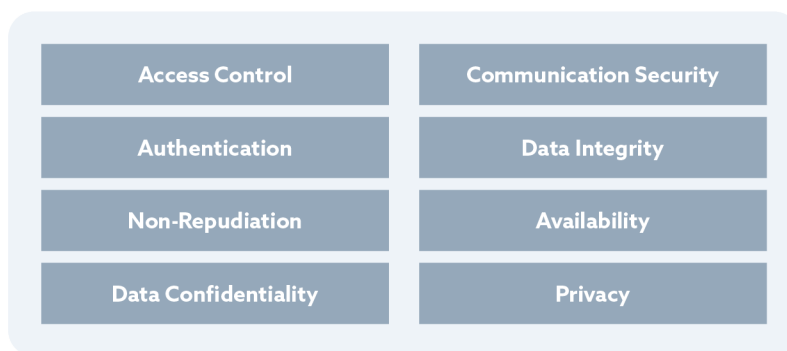 Access Control
Communication Security
Authentication
Data Integrity
Non-Repudiation
Availability
Data Confidentiality
Privacy